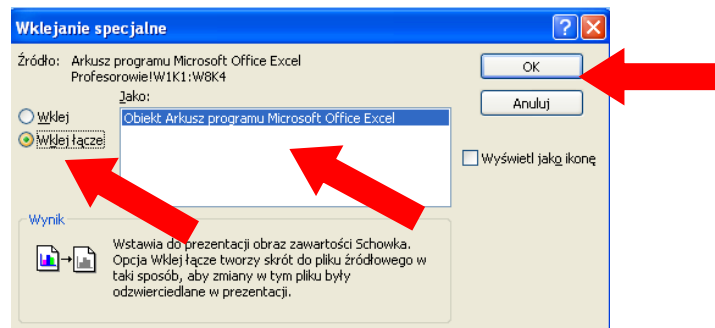 Wklejanie specjalne
Źródło: Arkusz programu Microsoft Office Excel
Profesorowie!W1K1:W8K4
OK
Jako:
Anuluj
Wklej
Obiekt Arkusz programu Microsoft Office Excel
Wklej łącze
Wyświetl jako ikonę
Wynik
Wstawia do prezentacji obraz zawartości Schowka.
Opcja Wklej łącze tworzy skrót do pliku źródłowego w
taki sposób, aby zmiany w tym pliku były
odzwierciedlane w prezentacji.